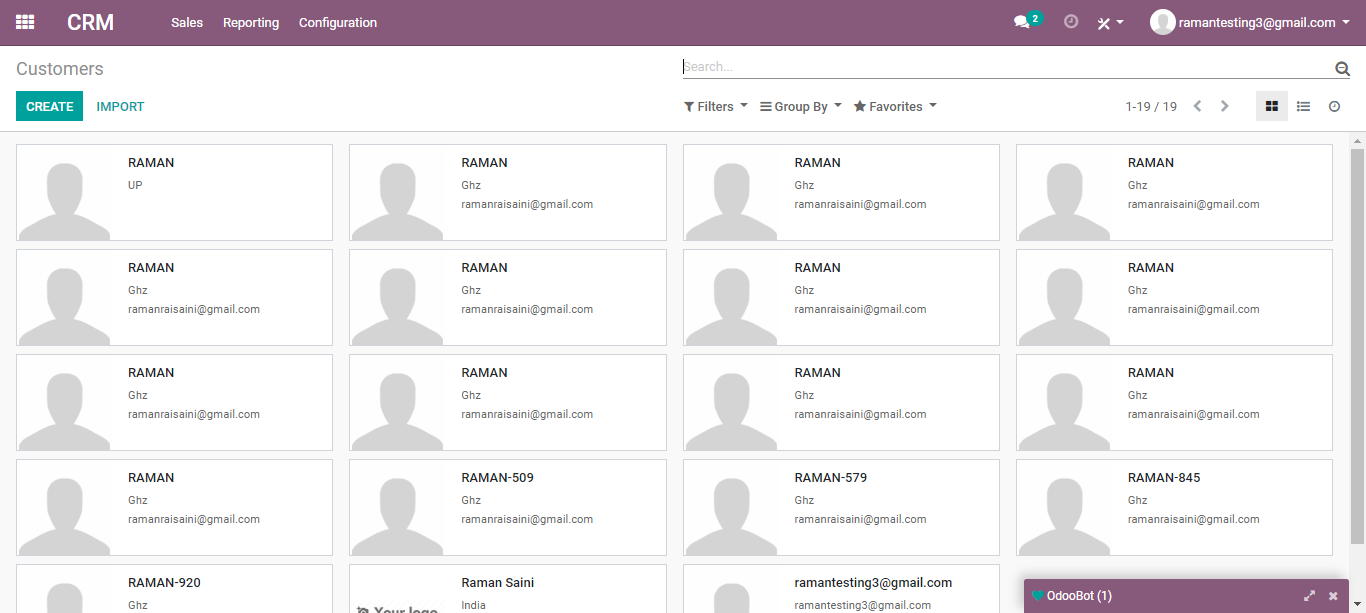 CRM Sales Reporting Configuration 2 ramantesting3@gmail.com
Customers Search...
CREATE IMPORT Filters Group By Favorites 1-19 / 19
RAMAN RAMAN RAMAN RAMAN
UP Ghz Ghz Ghz
ramanraisaini@gmail.com ramanraisaini@gmail.com ramanraisaini@gmail.com
RAMAN RAMAN RAMAN RAMAN
Ghz Ghz Ghz Ghz
ramanraisaini@gmail.com ramanraisaini@gmail.com ramanraisaini@gmail.com ramanraisaini@gmail.com
RAMAN RAMAN RAMAN RAMAN
Ghz Ghz Ghz Ghz
ramanraisaini@gmail.com ramanraisaini@gmail.com ramanraisaini@gmail.com ramanraisaini@gmail.com
RAMAN RAMAN-509 RAMAN-579 RAMAN-845
Ghz Ghz Ghz Ghz
ramanraisaini@gmail.com ramanraisaini@gmail.com ramanraisaini@gmail.com ramanraisaini@gmail.com
RAMAN-920 Raman Saini ramantesting3@gmail.com
Ghz India ramantesting3@gmail.com
Your logo
OdooBot (1)